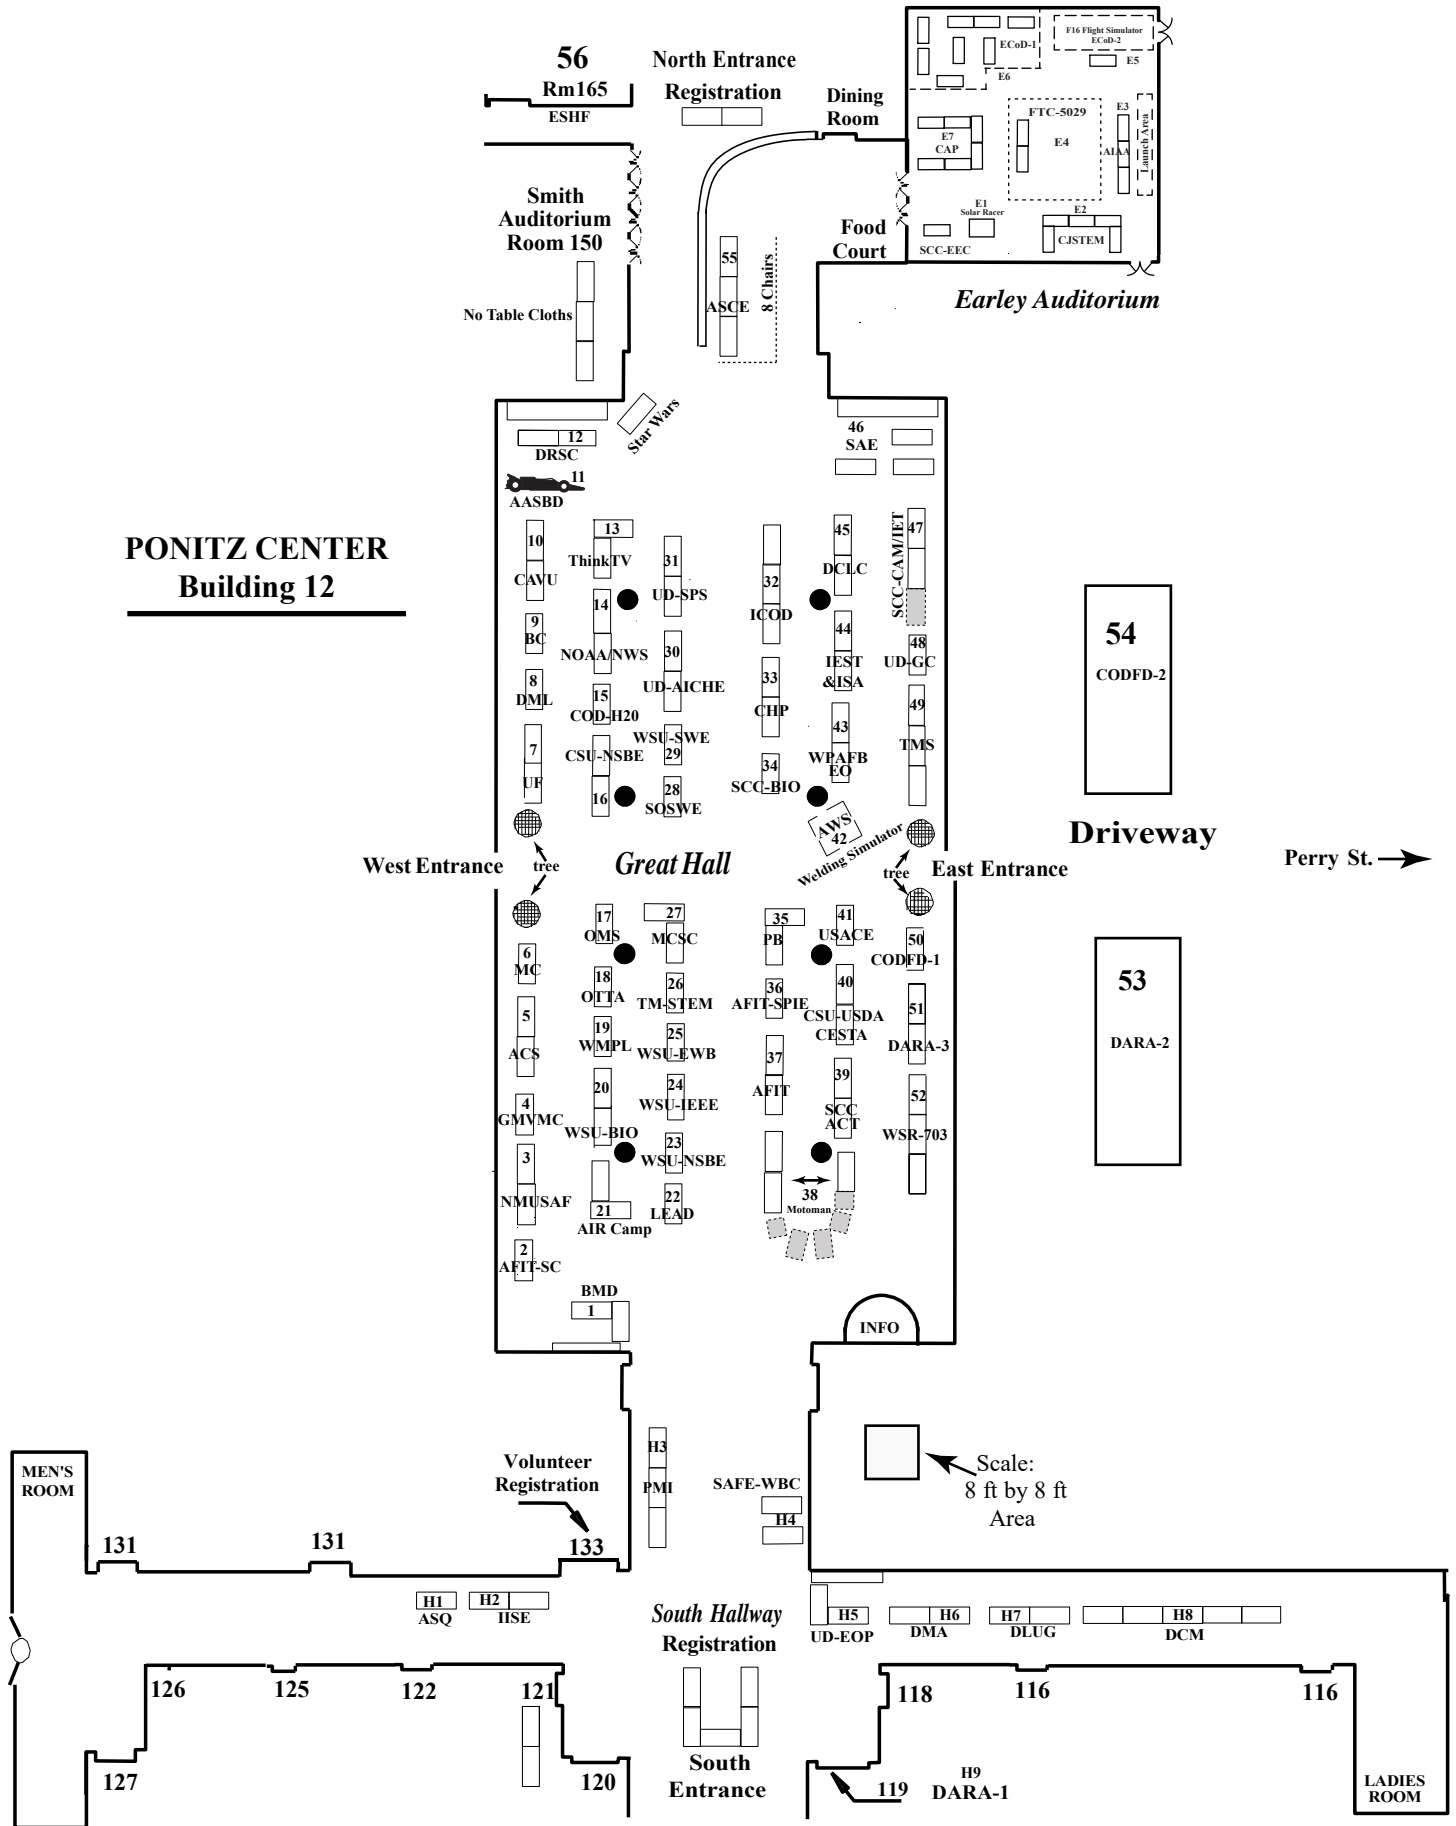 56
Rm165
ESHF
North Entrance
Registration
Dining
Room
ECoD-1
F16 Flight Simulator
ECoD-2
E5
E6
FTC-5029
E4
E3
AIAA
Launch Area
E7
CAP
E1
Solar Racer
E2
CJSTEM
SCC-EEC
Earley Auditorium
Food
Court
Smith
Auditorium
Room 150
No Table Cloths
55
ASCE
8 Chairs
Star Wars
12
DRSC
11
AASBD
46
SAE
PONITZ CENTER
Building 12
10
CAVU
9
BC
8
DML
7
UF
13
ThinkTV
14
NOAA/NWS
15
COD-H20
CSU-NSBE
16
31
UD-SPS
30
UD-AICHE
WSU-SWE
29
28
SOSWE
32
ICOD
33
CHP
34
SCC-BIO
45
DCLC
44
IEST
&ISA
43
WPAFB
EO
AWS
42
Welding Simulator
47
SCC-CAM/IET
48
UD-GC
49
TMS
54
CODFD-2
Driveway
Perry St.
West Entrance
tree
Great Hall
tree
East Entrance
53
DARA-2
6
MC
5
ACS
4
GMVMC
3
NMUSAF
2
AFIT-SC
17
OMS
18
OTTA
19
WMPL
20
WSU-BIO
21
AIR Camp
27
MCSC
26
TM-STEM
25
WSU-EWB
24
WSU-IEEE
23
WSU-NSBE
22
LEAD
35
PB
36
AFIT-SPIE
37
AFIT
38
Motoman
41
USACE
40
CSU-USDA
CESTA
39
SCC
ACT
50
CODFD-1
51
DARA-3
52
WSR-703
BMD
1
INFO
Scale:
8 ft by 8 ft
Area
H3
PMI
SAFE-WBC
H4
Volunteer
Registration
MEN'S
ROOM
131
131
133
H1
ASQ
H2
IISE
South Hallway
Registration
H5
UD-EOP
H6
DMA
H7
DLUG
H8
DCM
126
125
122
121
118
116
116
127
120
South
Entrance
119
H9
DARA-1
LADIES
ROOM